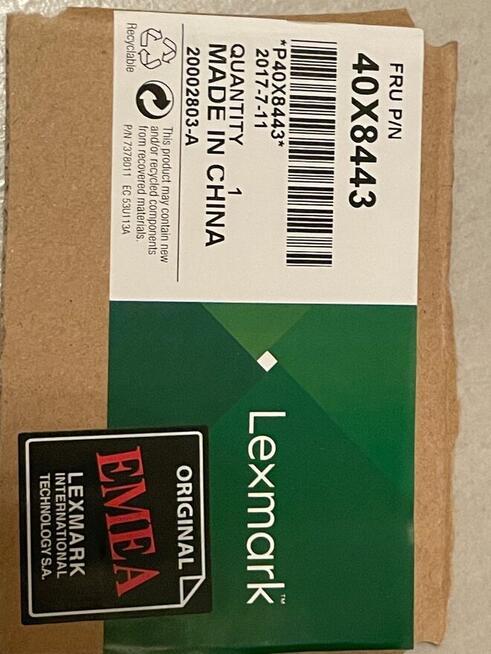 FRU P/N
40X8443
*P40X8443*
2017-7-11
QUANTITY 1
MADE IN CHINA
20002803-A
Recyclable
This product may contain new
and/or recycled components
from recovered materials.
P/N 7378011 EC 53U113A
Lexmark™
ORIGINAL
EMEA
LEXMARK
INTERNATIONAL
TECHNOLOGY S.A.